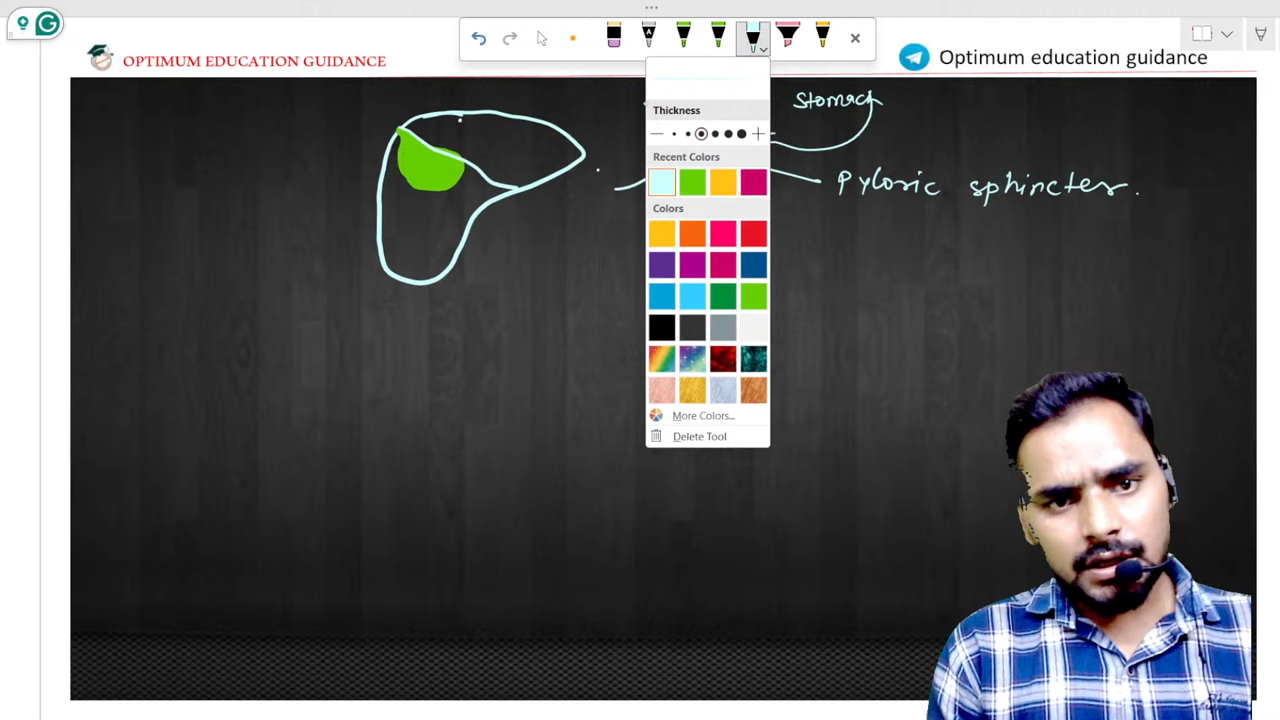 OPTIMUM EDUCATION GUIDANCE
Optimum education guidance
Thickness
Recent Colors
Colors
More Colors...
Delete Tool
Stomach
Pyloric sphincter.